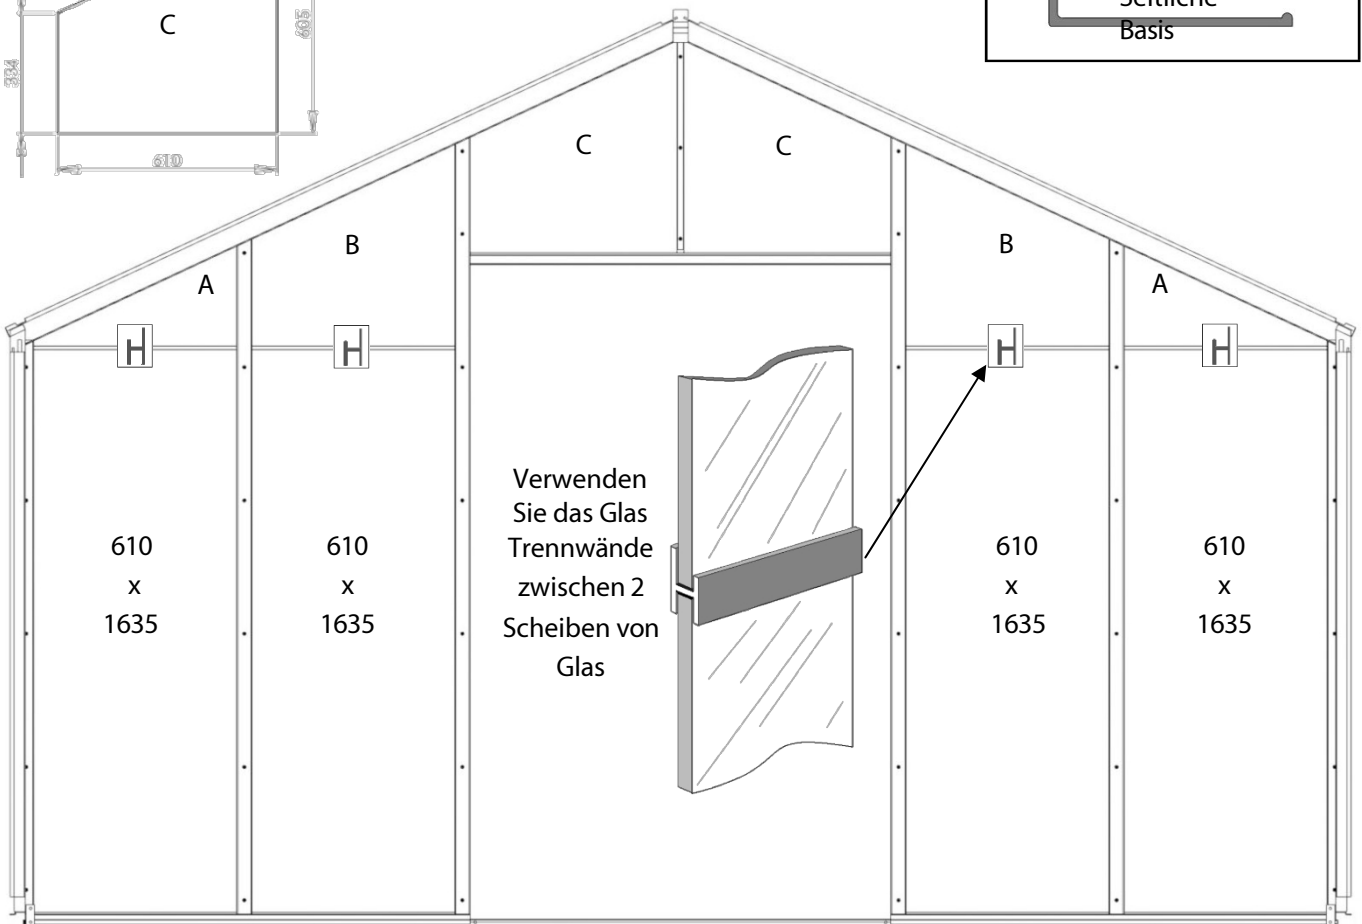 C
334
605
610
Seitliche
Basis
C
C
B
B
A
A
H
H
H
H
Verwenden
Sie das Glas
Trennwände
zwischen 2
Scheiben von
Glas
610
x
1635
610
x
1635
610
x
1635
610
x
1635